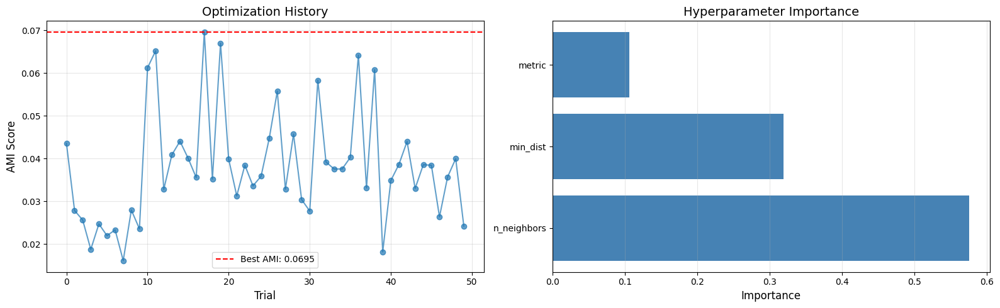 Optimization History
AMI Score
0.07
0.06
0.05
0.04
0.03
0.02
Best AMI: 0.0695
0 10 20 30 40 50
Trial
Hyperparameter Importance
metric
min_dist
n_neighbors
0.0 0.1 0.2 0.3 0.4 0.5 0.6
Importance